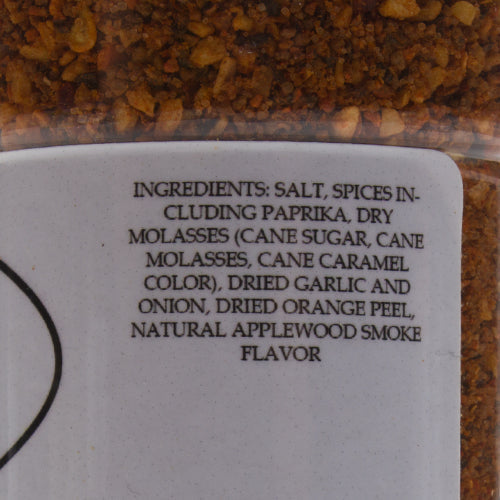 INGREDIENTS: SALT, SPICES IN-
CLUDING PAPRIKA, DRY
MOLASSES (CANE SUGAR, CANE
MOLASSES, CANE CARAMEL
COLOR), DRIED GARLIC AND
ONION, DRIED ORANGE PEEL,
NATURAL APPLEWOOD SMOKE
FLAVOR